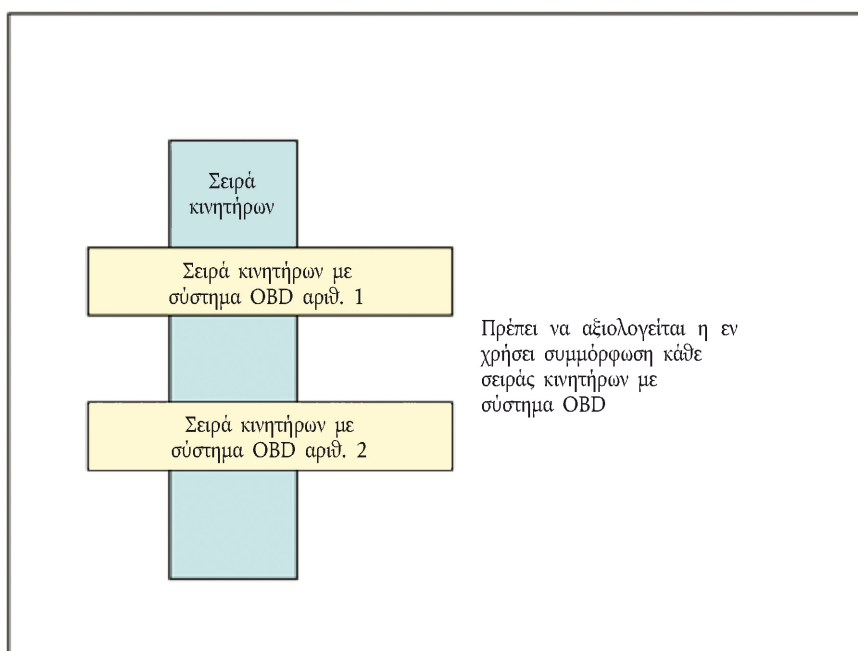 Σειρά
κινητήρων
Σειρά κινητήρων με
σύστημα OBD αριθ. 1
Πρέπει να αξιολογείται η εν
χρήσει συμμόρφωση κάθε
σειράς κινητήρων με
σύστημα OBD
Σειρά κινητήρων με
σύστημα OBD αριθ. 2